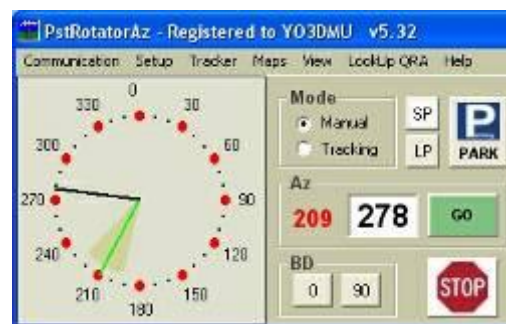 PstRotatorAz - Registered to YO3DMU v5.32
Communication Setup Tracker Maps View LookUp QRA Help
0
330 30
300 60
270 90
240 120
210 150
180
Mode
Manual
Tracking
SP
LP
P
PARK
Az
209 278 GO
BD
0 90
STOP